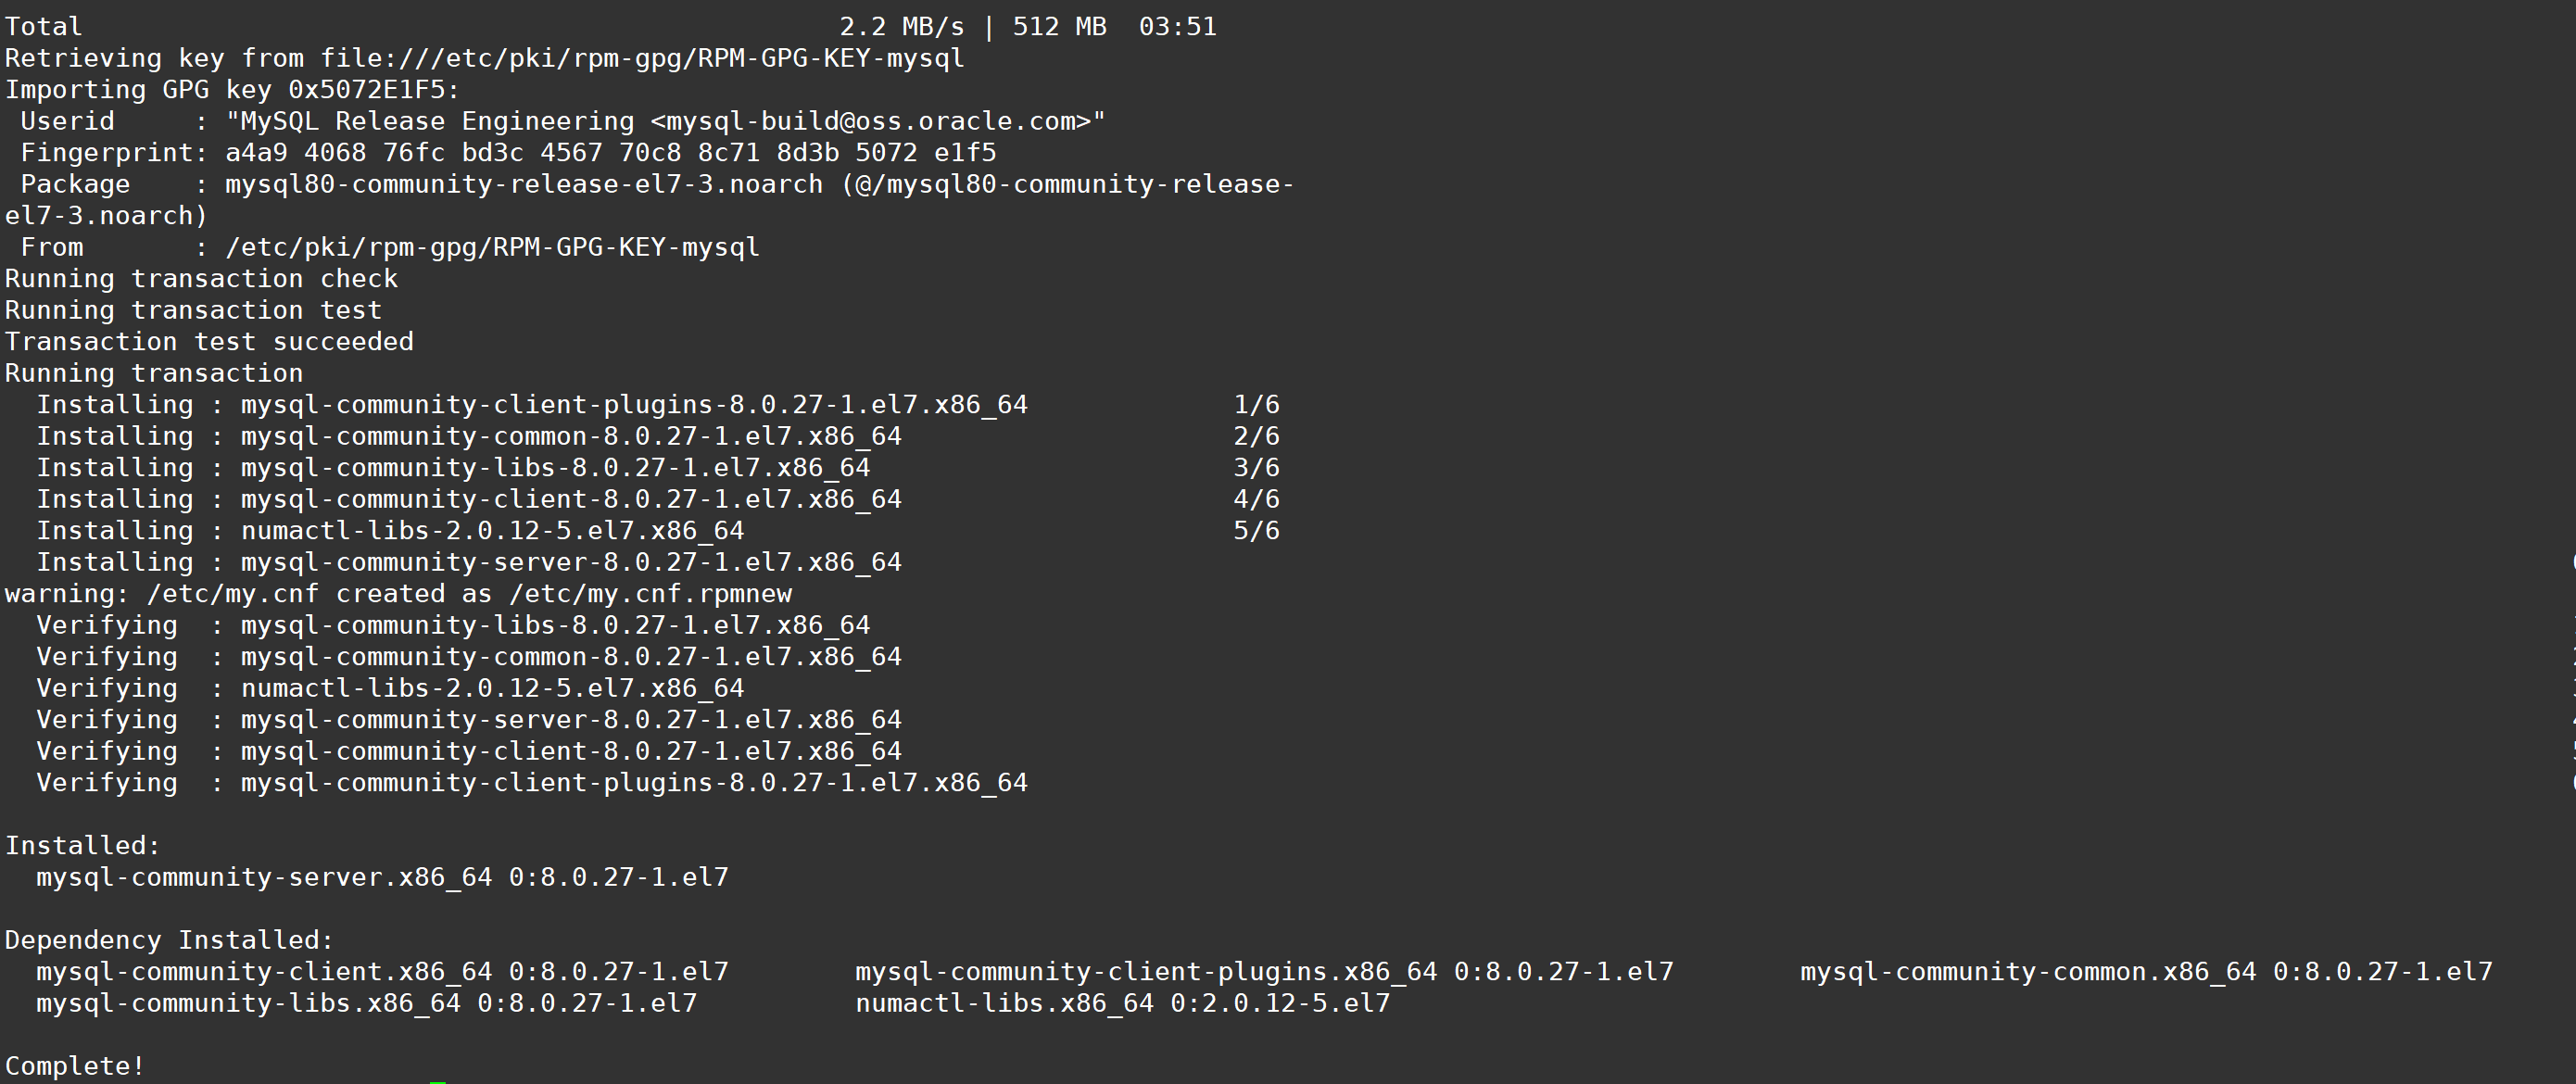 Total 2.2 MB/s | 512 MB 03:51
Retrieving key from file:///etc/pki/rpm-gpg/RPM-GPG-KEY-mysql
Importing GPG key 0x5072E1F5:
Userid : "MySQL Release Engineering <mysql-build@oss.oracle.com>"
Fingerprint: a4a9 4068 76fc bd3c 4567 70c8 8c71 8d3b 5072 e1f5
Package : mysql80-community-release-el7-3.noarch (@/mysql80-community-release-
el7-3.noarch)
From : /etc/pki/rpm-gpg/RPM-GPG-KEY-mysql
Running transaction check
Running transaction test
Transaction test succeeded
Running transaction
Installing : mysql-community-client-plugins-8.0.27-1.el7.x86_64 1/6
Installing : mysql-community-common-8.0.27-1.el7.x86_64 2/6
Installing : mysql-community-libs-8.0.27-1.el7.x86_64 3/6
Installing : mysql-community-client-8.0.27-1.el7.x86_64 4/6
Installing : numactl-libs-2.0.12-5.el7.x86_64 5/6
Installing : mysql-community-server-8.0.27-1.el7.x86_64
warning: /etc/my.cnf created as /etc/my.cnf.rpmnew
Verifying : mysql-community-libs-8.0.27-1.el7.x86_64
Verifying : mysql-community-common-8.0.27-1.el7.x86_64
Verifying : numactl-libs-2.0.12-5.el7.x86_64
Verifying : mysql-community-server-8.0.27-1.el7.x86_64
Verifying : mysql-community-client-8.0.27-1.el7.x86_64
Verifying : mysql-community-client-plugins-8.0.27-1.el7.x86_64
Installed:
mysql-community-server.x86_64 0:8.0.27-1.el7
Dependency Installed:
mysql-community-client.x86_64 0:8.0.27-1.el7 mysql-community-client-plugins.x86_64 0:8.0.27-1.el7 mysql-community-common.x86_64 0:8.0.27-1.el7
mysql-community-libs.x86_64 0:8.0.27-1.el7 numactl-libs.x86_64 0:2.0.12-5.el7
Complete!